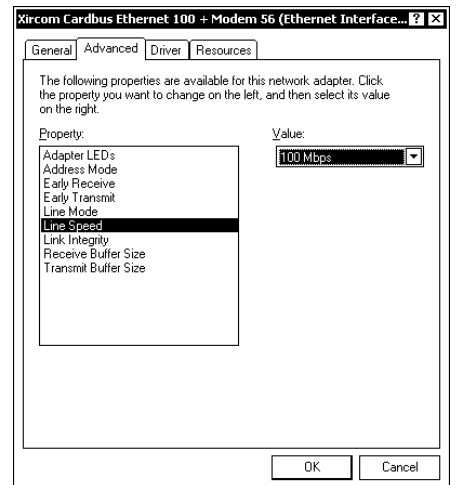 Xircom Cardbus Ethernet 100 + Modem 56 (Ethernet Interface...
General Advanced Driver Resources
The following properties are available for this network adapter. Click
the property you want to change on the left, and then select its value
on the right.
Property:
Value:
Adapter LEDs
Address Mode
Early Receive
Early Transmit
Line Mode
Line Speed
Link Integrity
Receive Buffer Size
Transmit Buffer Size
100 Mbps
OK
Cancel